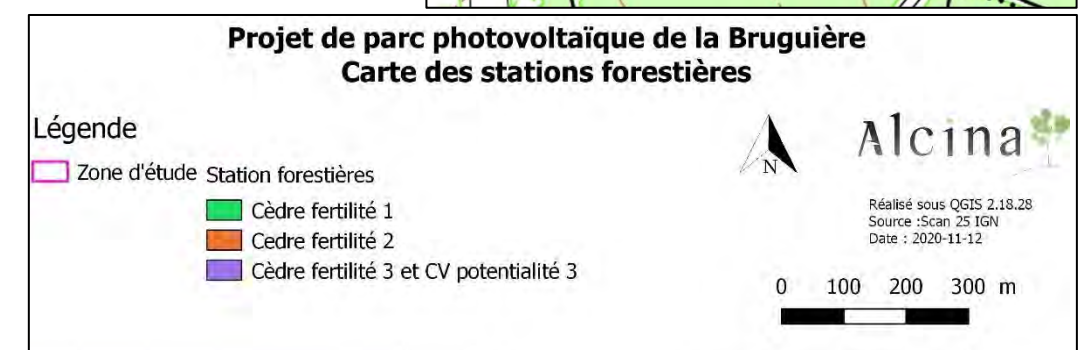 Projet de parc photovoltaïque de la Bruguière
Carte des stations forestières
Légende
Zone d'étude
Station forestières
Cèdre fertilité 1
Cedre fertilité 2
Cèdre fertilité 3 et CV potentialité 3
N
Alcina
Réalisé sous QGIS 2.18.28
Source :Scan 25 IGN
Date : 2020-11-12
0 100 200 300 m